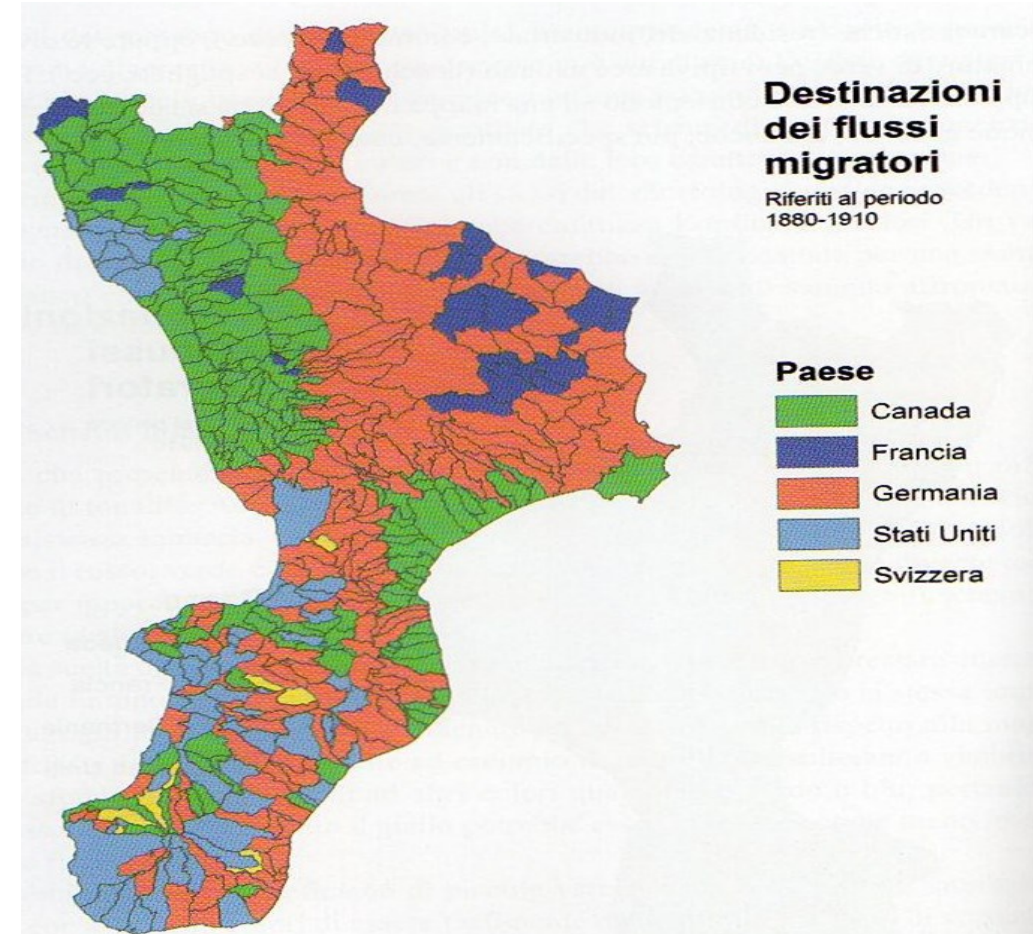 Destinazioni
dei flussi
migratori
Riferiti al periodo
1880-1910
Paese
Canada
Francia
Germania
Stati Uniti
Svizzera